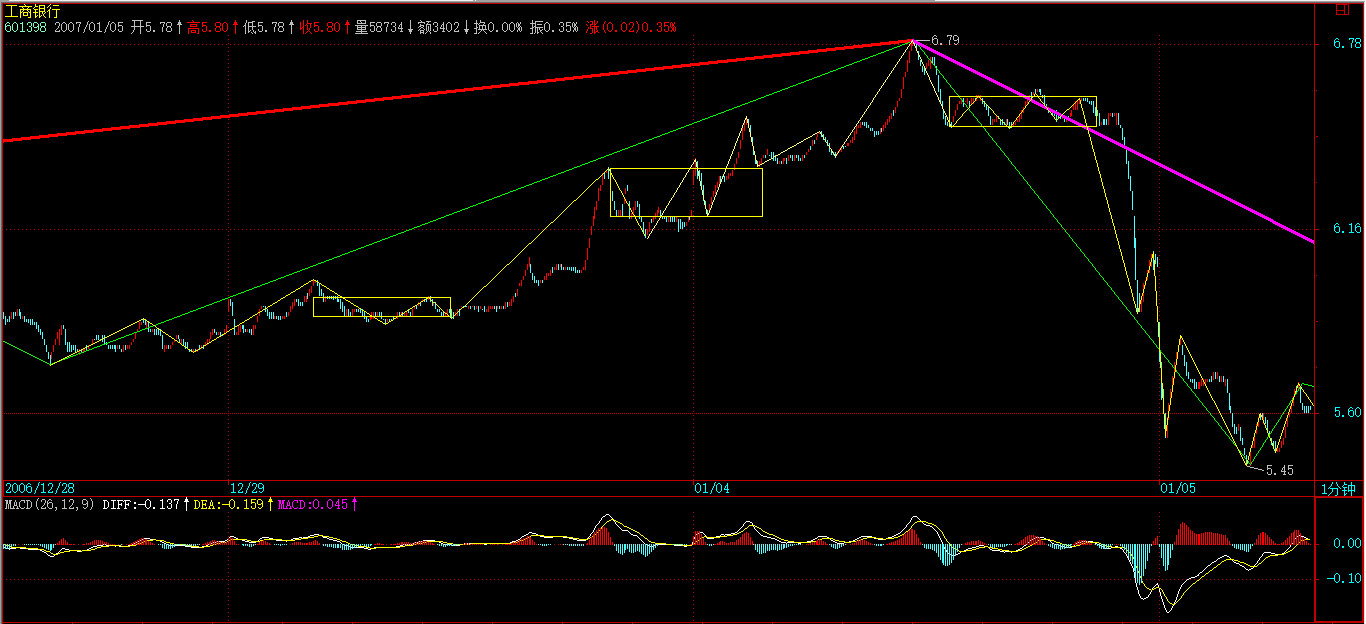 工商银行 日
601398 2007/01/05 开5.78↑高5.80↑低5.78↑收5.80↑量58734↓额3402↓换0.00% 振0.35% 涨(0.02)0.35%
6.79
6.78
6.16
5.60
5.45
2006/12/28 12/29 01/04 01/05 1分钟
MACD(26,12,9) DIFF:-0.137↑ DEA:-0.159↑ MACD:0.045↑
0.00
-0.10